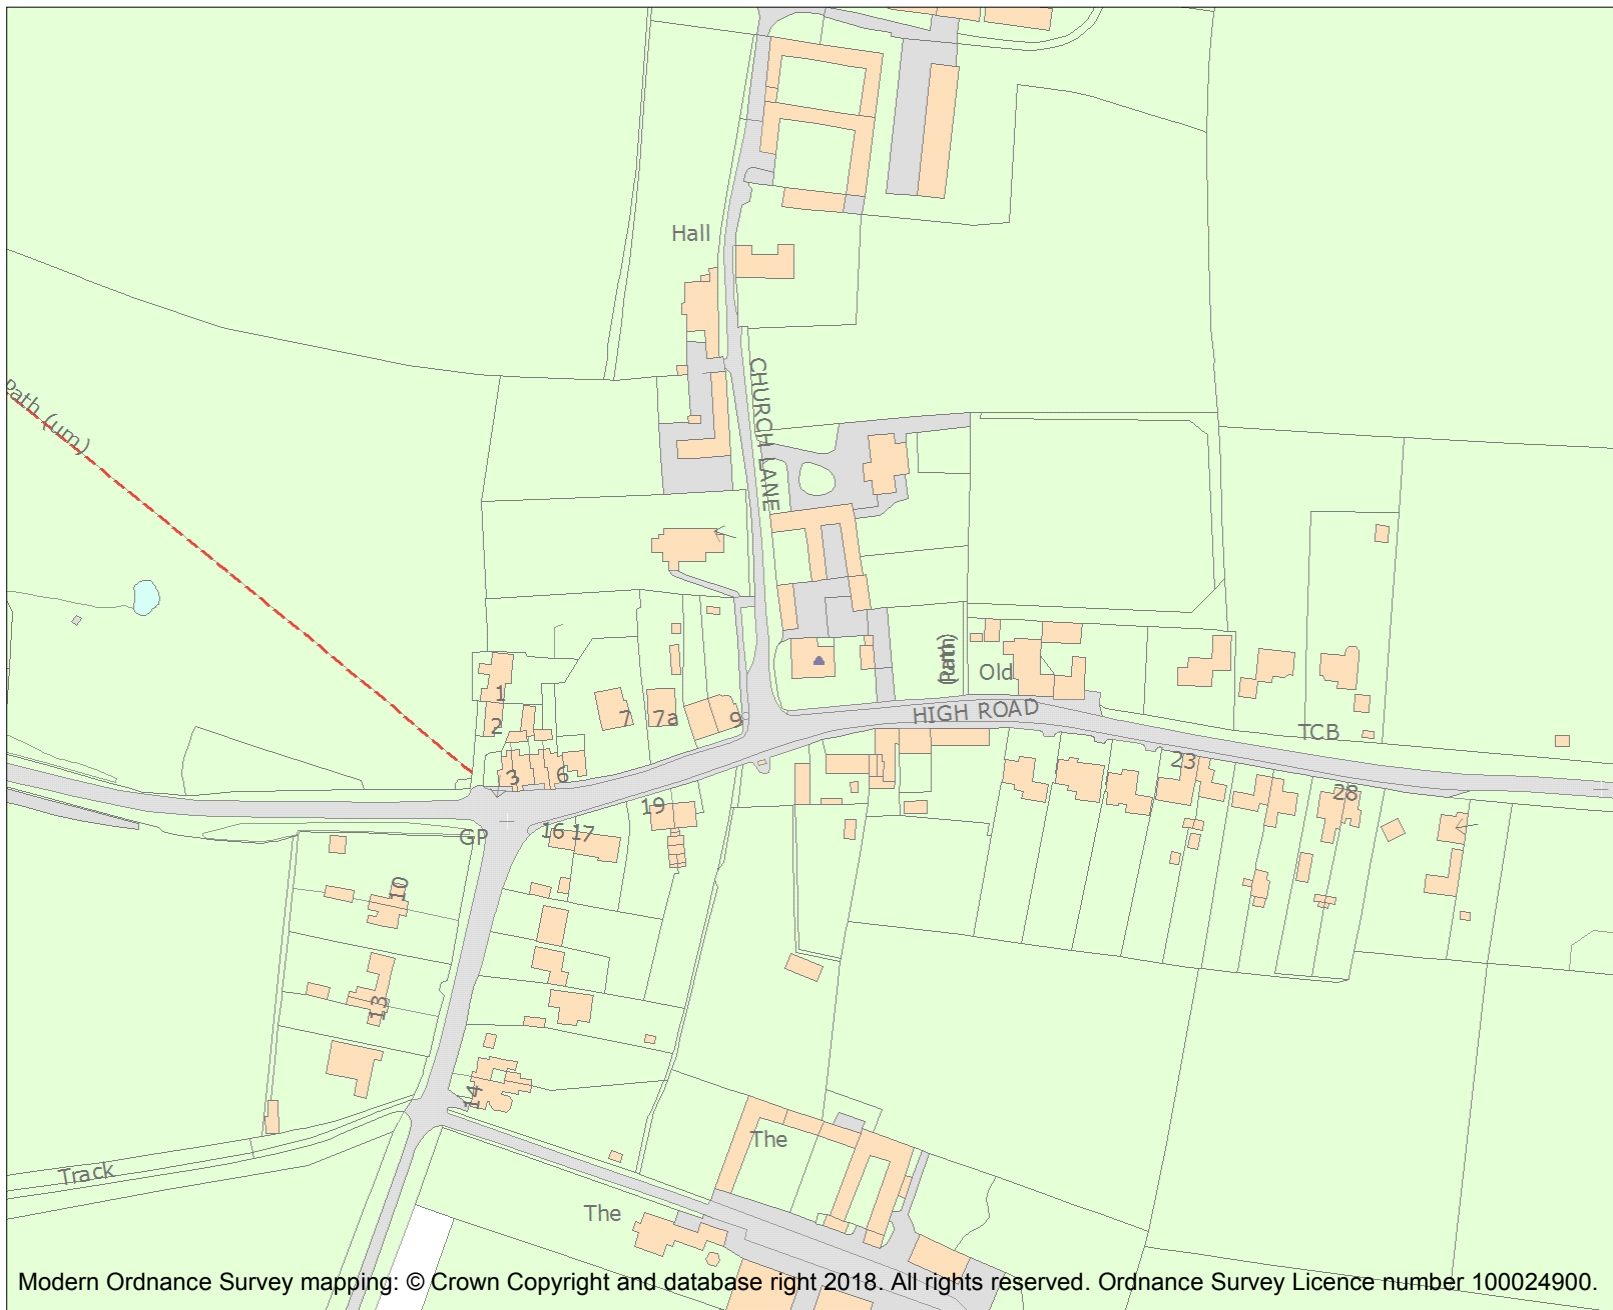 Hall
CHURCH LANE
Path (um)
(Path)
Old
HIGH ROAD
TCB
1
2
3
6
7
7a
9
23
28
GP
16
17
19
10
13
14
Track
The
The
Modern Ordnance Survey mapping: © Crown Copyright and database right 2018. All rights reserved. Ordnance Survey Licence number 100024900.